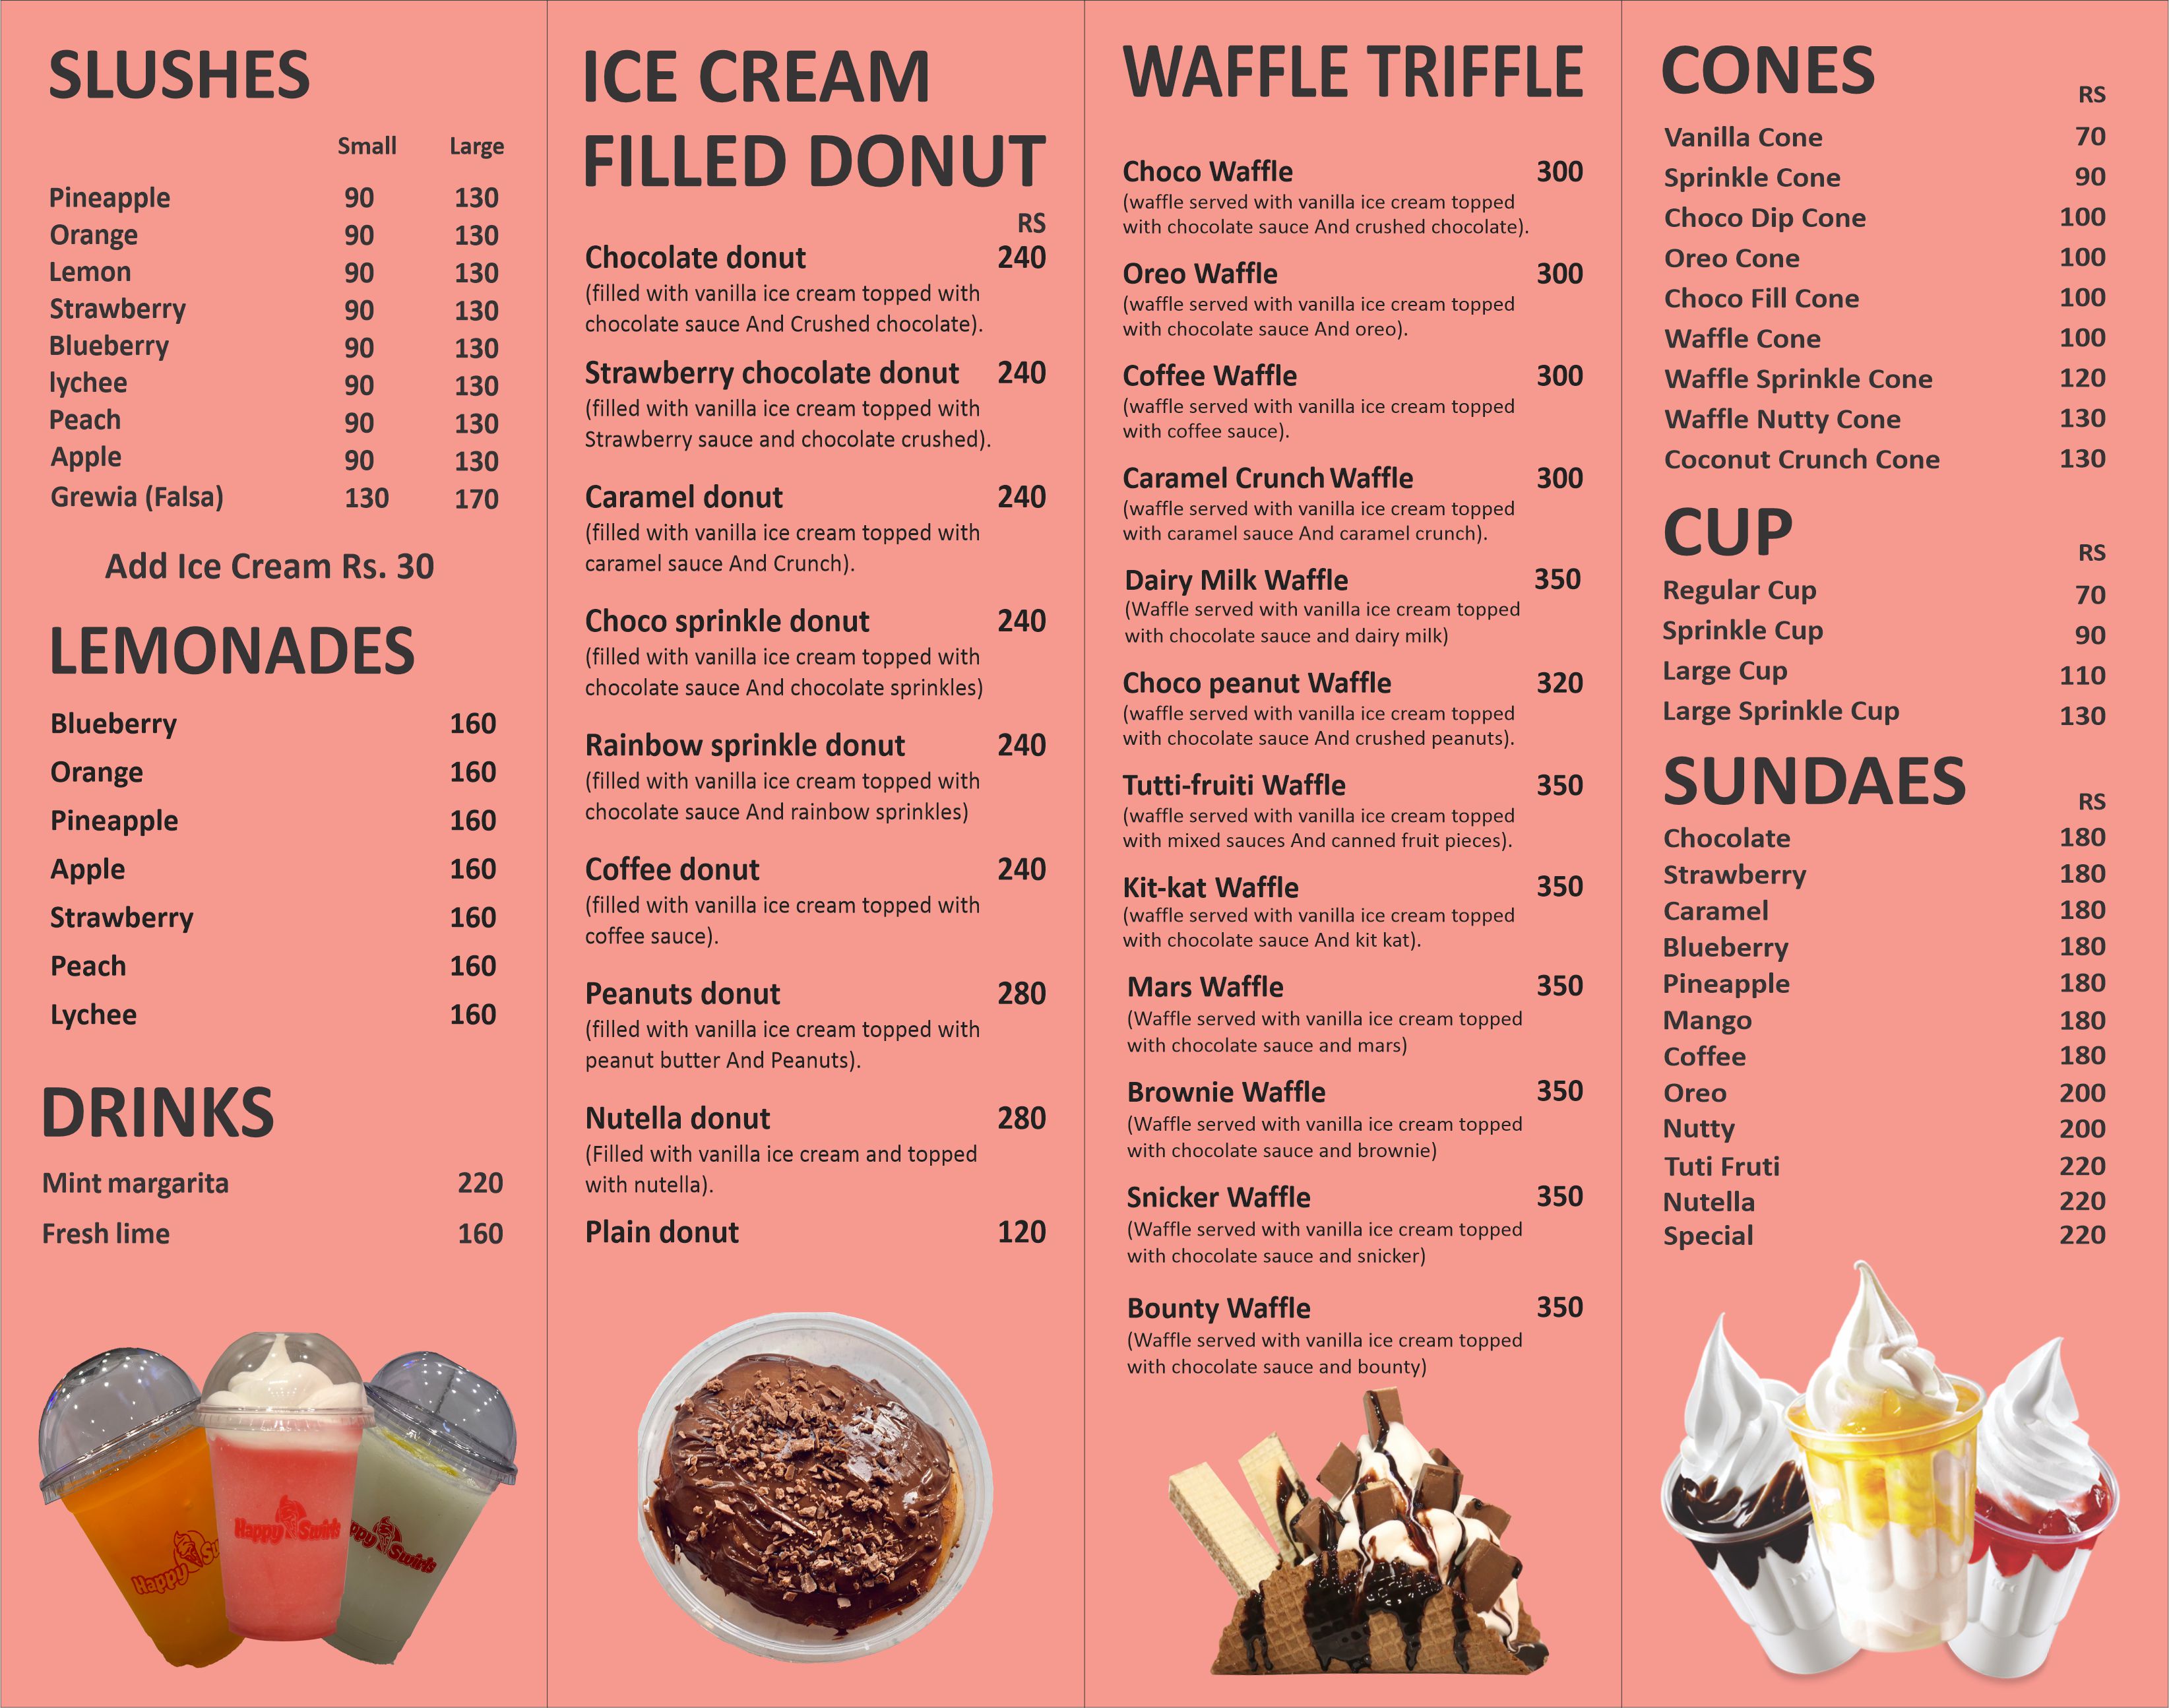 SLUSHES
Small Large
Pineapple 90 130
Orange 90 130
Lemon 90 130
Strawberry 90 130
Blueberry 90 130
lychee 90 130
Peach 90 130
Apple 90 130
Grewia (Falsa) 130 170
Add Ice Cream Rs. 30
LEMONADES
Blueberry 160
Orange 160
Pineapple 160
Apple 160
Strawberry 160
Peach 160
Lychee 160
DRINKS
Mint margarita 220
Fresh lime 160
Happy Su
Happy Swirls
ppy Swirls
ICE CREAM
FILLED DONUT
RS
Chocolate donut 240
(filled with vanilla ice cream topped with
chocolate sauce And Crushed chocolate).
Strawberry chocolate donut 240
(filled with vanilla ice cream topped with
Strawberry sauce and chocolate crushed).
Caramel donut 240
(filled with vanilla ice cream topped with
caramel sauce And Crunch).
Choco sprinkle donut 240
(filled with vanilla ice cream topped with
chocolate sauce And chocolate sprinkles)
Rainbow sprinkle donut 240
(filled with vanilla ice cream topped with
chocolate sauce And rainbow sprinkles)
Coffee donut 240
(filled with vanilla ice cream topped with
coffee sauce).
Peanuts donut 280
(filled with vanilla ice cream topped with
peanut butter And Peanuts).
Nutella donut 280
(Filled with vanilla ice cream and topped
with nutella).
Plain donut 120
WAFFLE TRIFFLE
Choco Waffle 300
(waffle served with vanilla ice cream topped
with chocolate sauce And crushed chocolate).
Oreo Waffle 300
(waffle served with vanilla ice cream topped
with chocolate sauce And oreo).
Coffee Waffle 300
(waffle served with vanilla ice cream topped
with coffee sauce).
Caramel Crunch Waffle 300
(waffle served with vanilla ice cream topped
with caramel sauce And caramel crunch).
Dairy Milk Waffle 350
(Waffle served with vanilla ice cream topped
with chocolate sauce and dairy milk)
Choco peanut Waffle 320
(waffle served with vanilla ice cream topped
with chocolate sauce And crushed peanuts).
Tutti-fruiti Waffle 350
(waffle served with vanilla ice cream topped
with mixed sauces And canned fruit pieces).
Kit-kat Waffle 350
(waffle served with vanilla ice cream topped
with chocolate sauce And kit kat).
Mars Waffle 350
(Waffle served with vanilla ice cream topped
with chocolate sauce and mars)
Brownie Waffle 350
(Waffle served with vanilla ice cream topped
with chocolate sauce and brownie)
Snicker Waffle 350
(Waffle served with vanilla ice cream topped
with chocolate sauce and snicker)
Bounty Waffle 350
(Waffle served with vanilla ice cream topped
with chocolate sauce and bounty)
CONES
RS
Vanilla Cone 70
Sprinkle Cone 90
Choco Dip Cone 100
Oreo Cone 100
Choco Fill Cone 100
Waffle Cone 100
Waffle Sprinkle Cone 120
Waffle Nutty Cone 130
Coconut Crunch Cone 130
CUP
RS
Regular Cup 70
Sprinkle Cup 90
Large Cup 110
Large Sprinkle Cup 130
SUNDAES
RS
Chocolate 180
Strawberry 180
Caramel 180
Blueberry 180
Pineapple 180
Mango 180
Coffee 180
Oreo 200
Nutty 200
Tuti Fruti 220
Nutella 220
Special 220